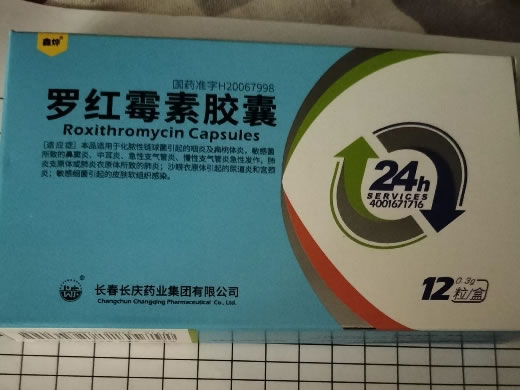 鑫烨
国药准字H20067998
罗红霉素胶囊
Roxithromycin Capsules
[适应症]本品适用于化脓性链球菌引起的咽炎及扁桃体炎,敏感菌
所致的鼻窦炎、中耳炎、急性支气管炎、慢性支气管炎急性发作,肺
炎支原体或肺炎衣原体所致的肺炎;沙眼衣原体引起的尿道炎和宫颈
炎;敏感细菌引起的皮肤软组织感染。
24h
SERVICES
4001671716
长春长庆药业集团有限公司
Changchun Changqing Pharmaceutical Co., Ltd.
12 0.3g
粒/盒